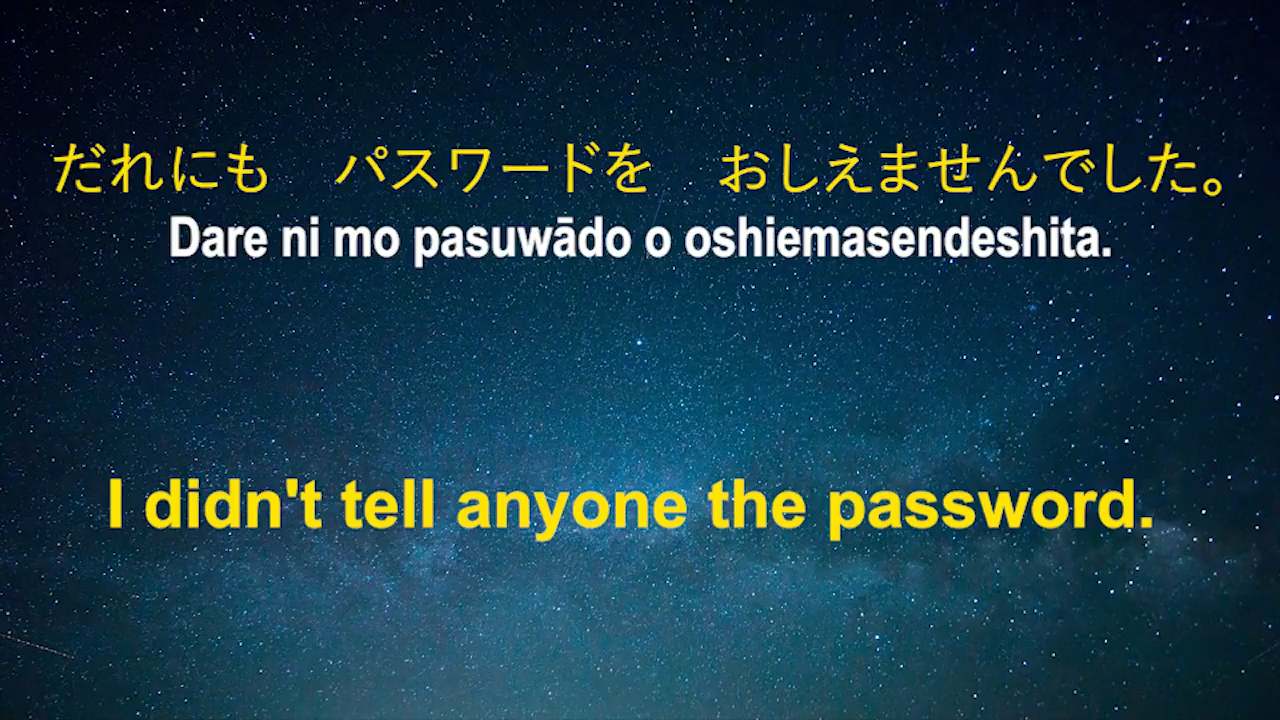 だれにも　パスワードを　おしえませんでした。
Dare ni mo pasuwādo o oshiemasendeshita.
I didn't tell anyone the password.